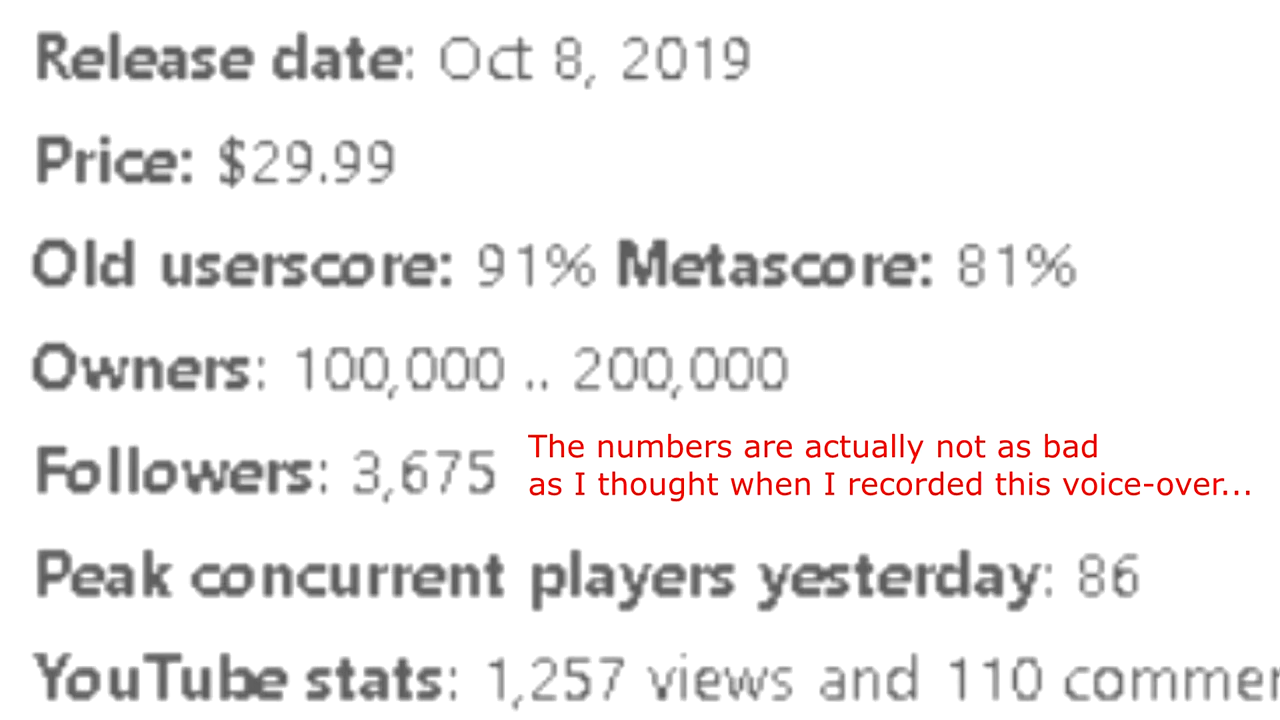 Release date: Oct 8, 2019
Price: $29.99
Old userscore: 91% Metascore: 81%
Owners: 100,000 .. 200,000
Followers: 3,675
The numbers are actually not as bad
as I thought when I recorded this voice-over...
Peak concurrent players yesterday: 86
YouTube stats: 1,257 views and 110